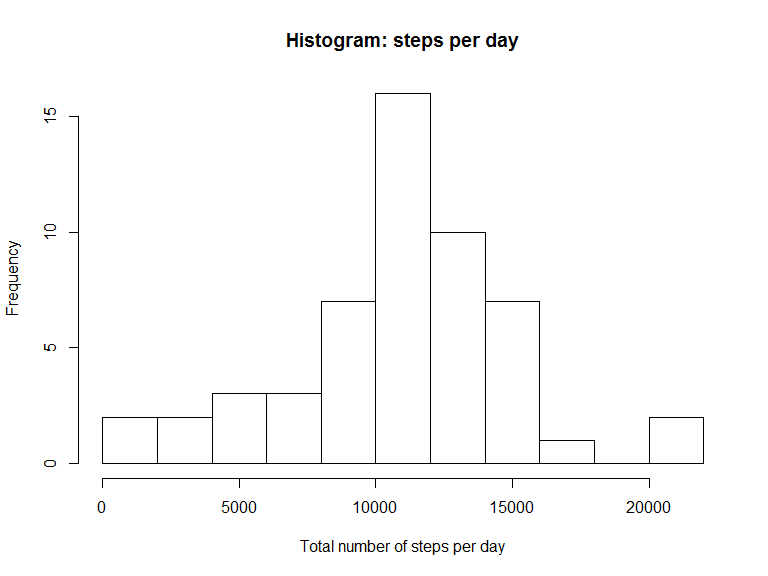 Histogram: steps per day
Frequency
15
10
5
0
0 5000 10000 15000 20000
Total number of steps per day